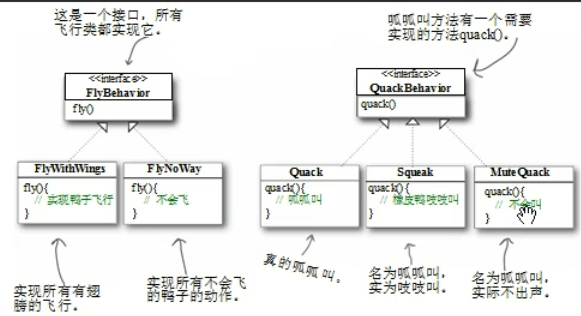 这是一个接口，所有
飞行类都实现它。
呱呱叫方法有一个需要
实现的方法quack()。
<<interface>>
FlyBehavior
fly()
<<interface>>
QuackBehavior
quack()
FlyWithWings
fly(){
// 实现鸭子飞行
}
FlyNoWay
fly(){
// 不会飞
}
Quack
quack(){
// 呱呱叫
}
Squeak
quack(){
// 橡皮鸭吱吱叫
}
MuteQuack
quack(){
// 不会叫
}
实现所有有翅
膀的飞行。
实现所有不会飞
的鸭子的动作。
真的呱呱叫。
名为呱呱叫，
实为吱吱叫。
名为呱呱叫，
实际不出声。